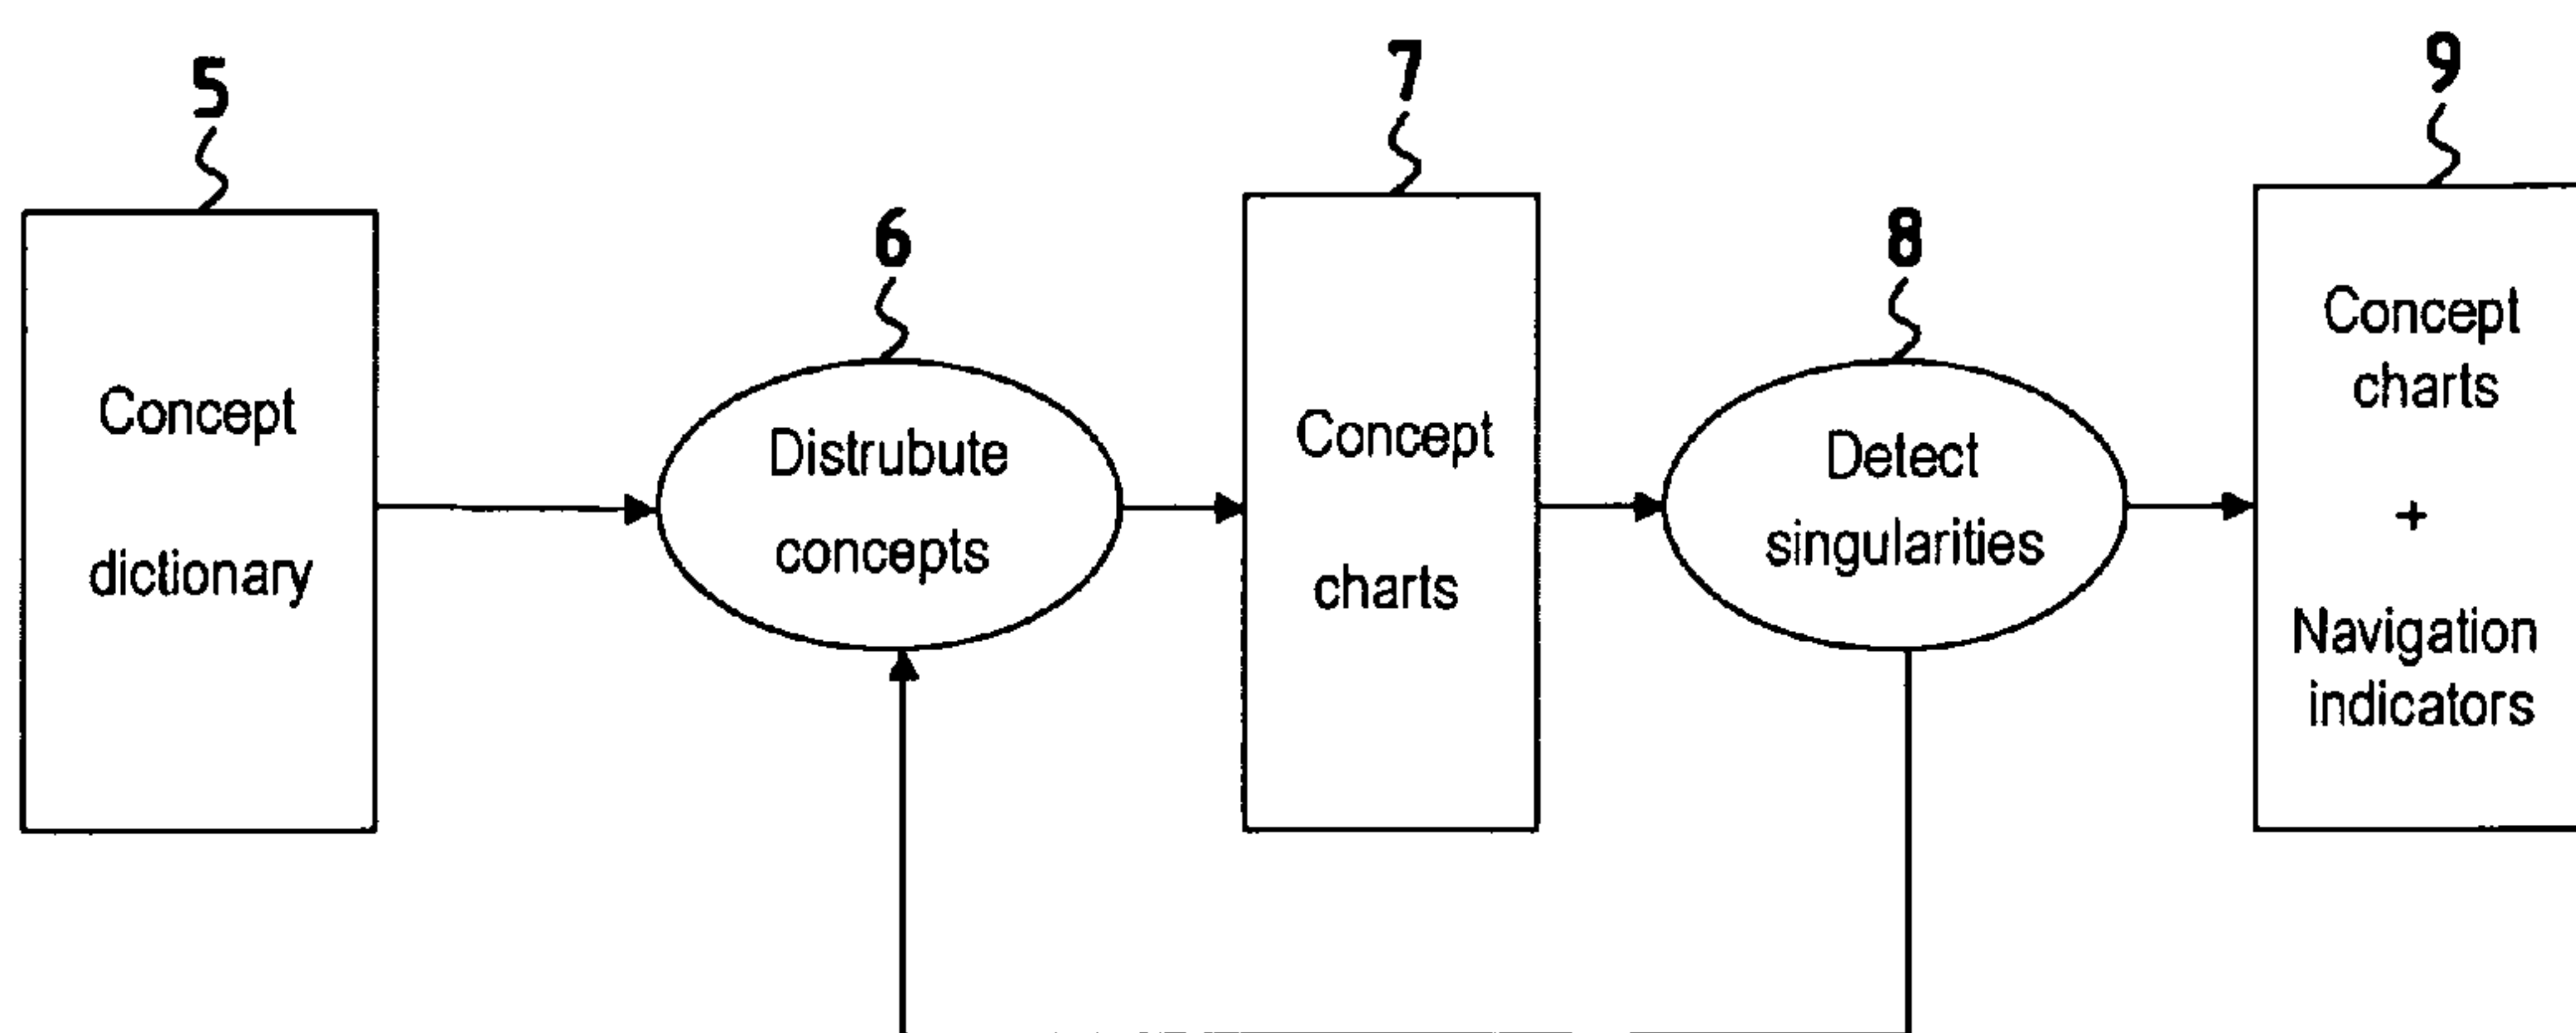 5
Concept
dictionary
6
Distrubute
concepts
7
Concept
charts
8
Detect
singularities
9
Concept
charts
+
Navigation
indicators